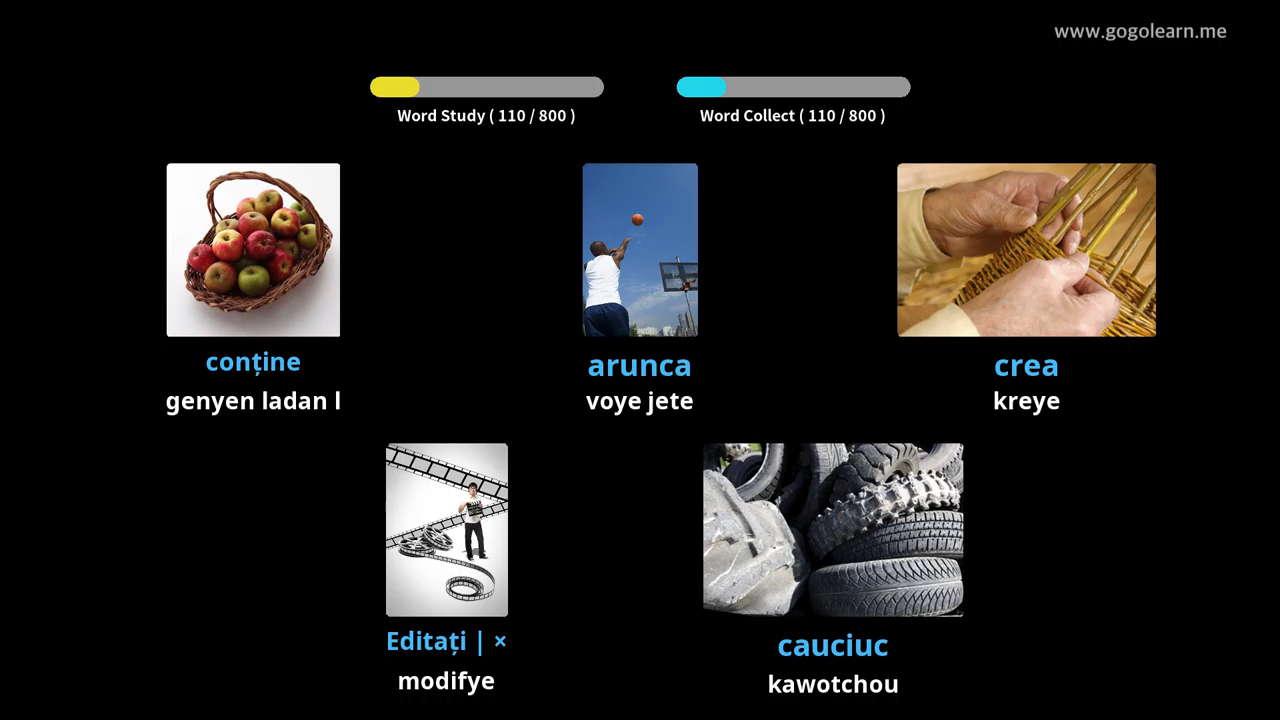 www.gogolearn.me
Word Study ( 110 / 800 )
Word Collect ( 110 / 800 )
conține
genyen ladan l
arunca
voye jete
crea
kreye
Editați | ×
modifye
cauciuc
kawotchou